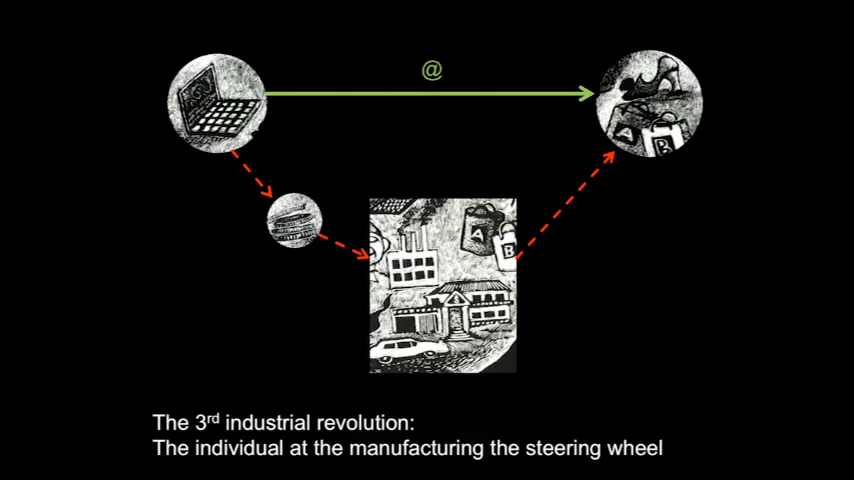 @
A
B
A
B
The 3rd industrial revolution:
The individual at the manufacturing the steering wheel